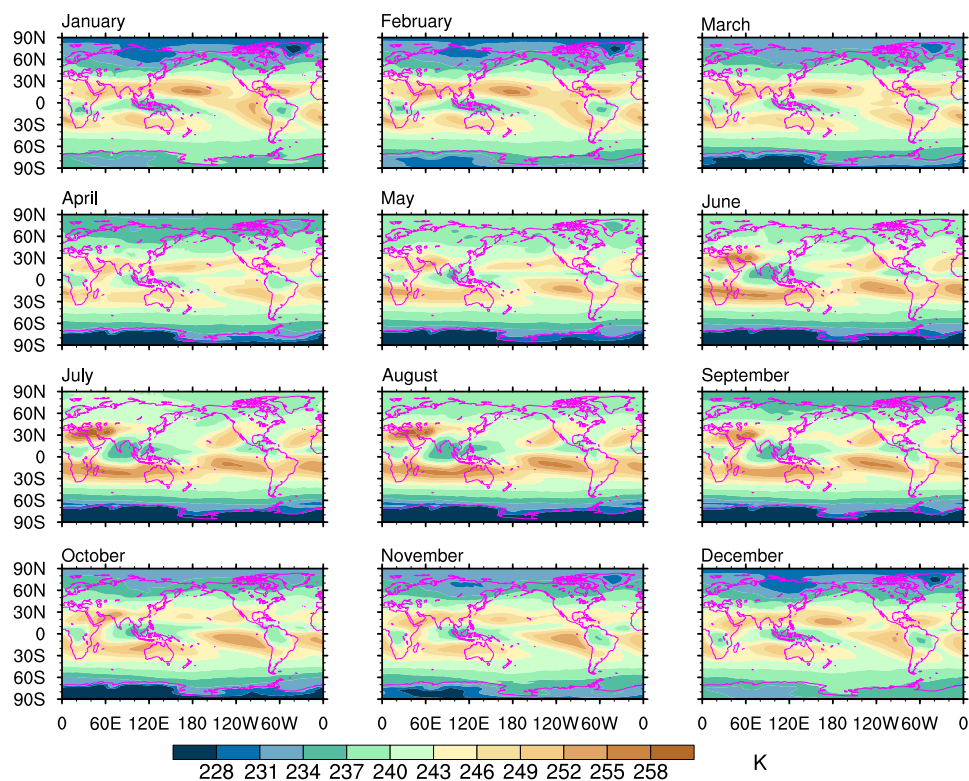 January February March
90N
60N
30N
0
30S
60S
90S
April May June
90N
60N
30N
0
30S
60S
90S
July August September
90N
60N
30N
0
30S
60S
90S
October November December
90N
60N
30N
0
30S
60S
90S
0 60E 120E 180 120W 60W 0 0 60E 120E 180 120W 60W 0 0 60E 120E 180 120W 60W 0
228 231 234 237 240 243 246 249 252 255 258 K